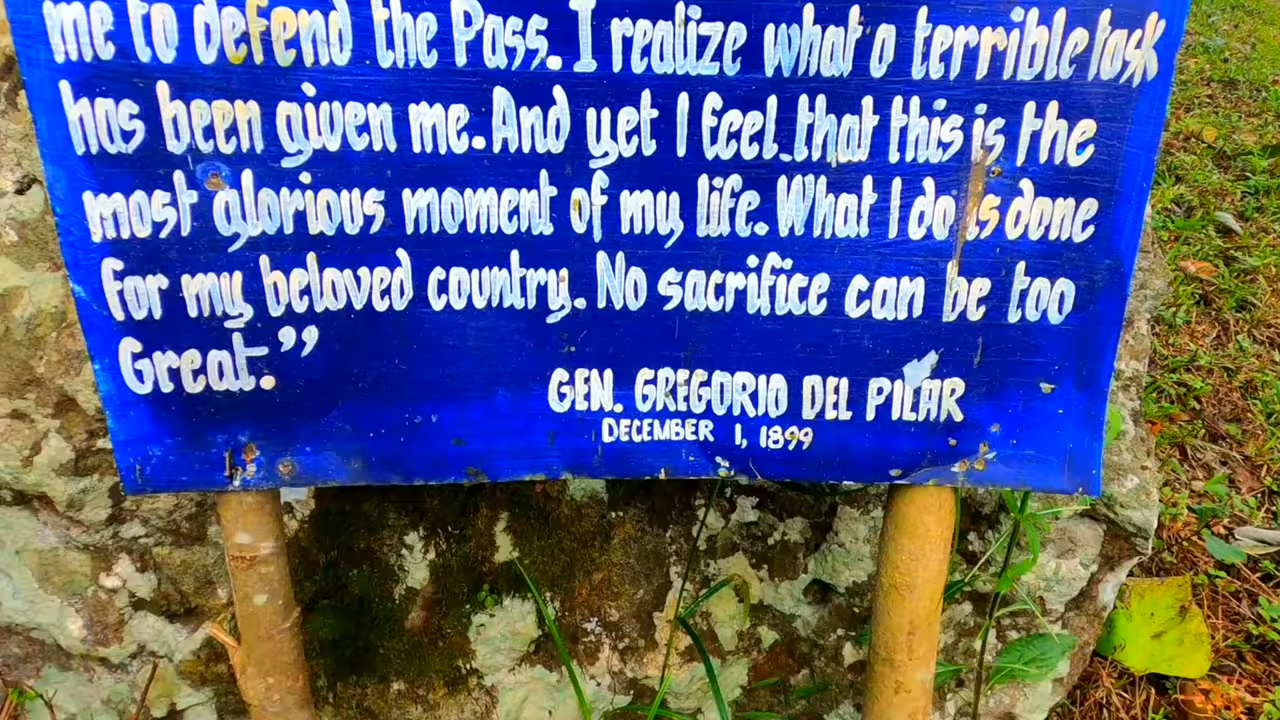 me to defend the Pass. I realize what a terrible task
has been given me. And yet I feel that this is the
most glorious moment of my life. What I do is done
for my beloved country. No sacrifice can be too
Great.”
GEN. GREGORIO DEL PILAR
DECEMBER 1, 1899